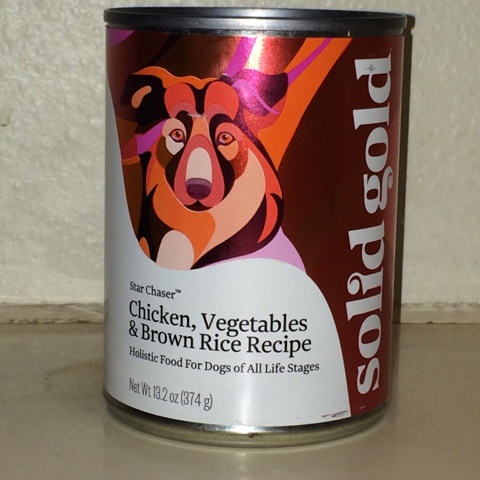 solid gold
Star Chaser™
Chicken, Vegetables
& Brown Rice Recipe
Holistic Food For Dogs of All Life Stages
Net Wt 13.2 oz (374 g)